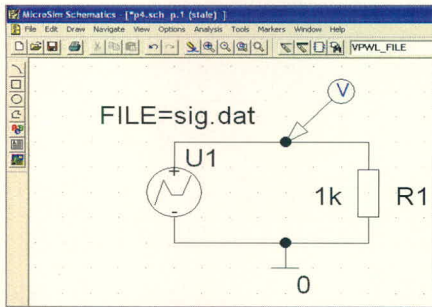 MicroSim Schematics - [*p4.sch p.1 (stale) ]
File Edit Draw Navigate View Options Analysis Tools Markers Window Help
VPWL_FILE
V
FILE=sig.dat
U1
+
-
1k R1
0